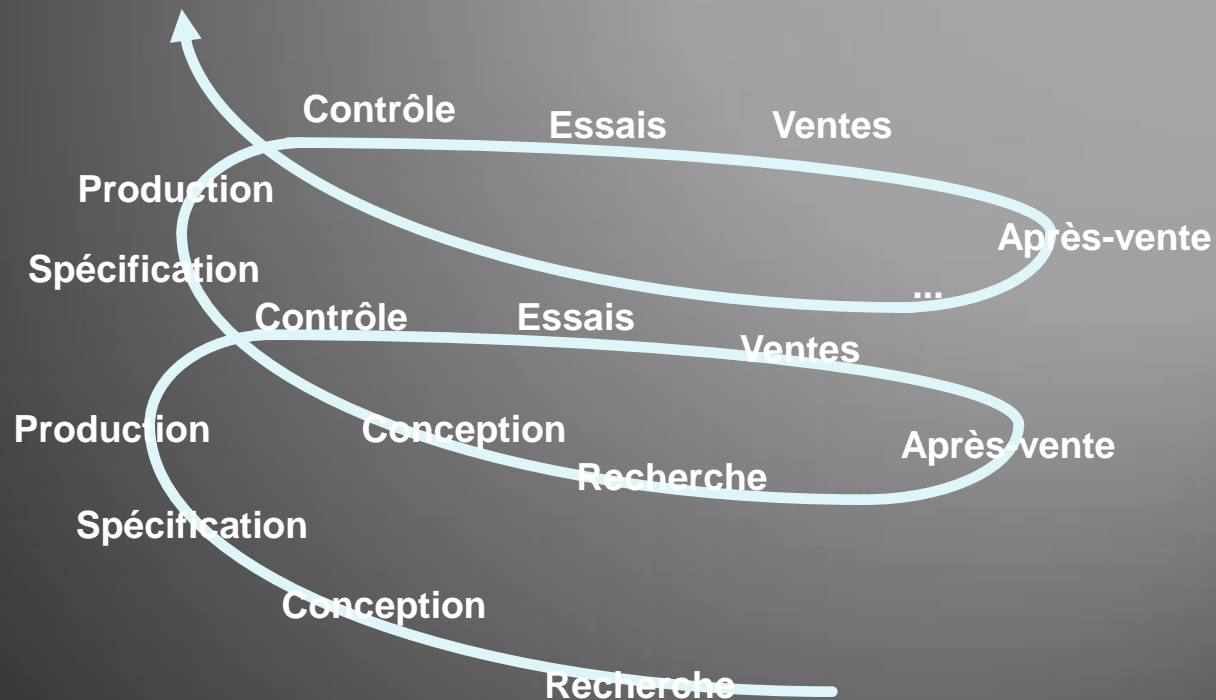 Contrôle
Essais
Ventes
Production
Après-vente
Spécification
...
Contrôle
Essais
Ventes
Production
Conception
Après-vente
Recherche
Spécification
Conception
Recherche